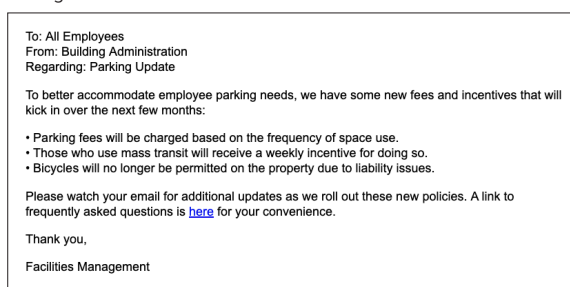 To: All Employees
From: Building Administration
Regarding: Parking Update
To better accommodate employee parking needs, we have some new fees and incentives that will
kick in over the next few months:
• Parking fees will be charged based on the frequency of space use.
• Those who use mass transit will receive a weekly incentive for doing so.
• Bicycles will no longer be permitted on the property due to liability issues.
Please watch your email for additional updates as we roll out these new policies. A link to
frequently asked questions is here for your convenience.
Thank you,
Facilities Management